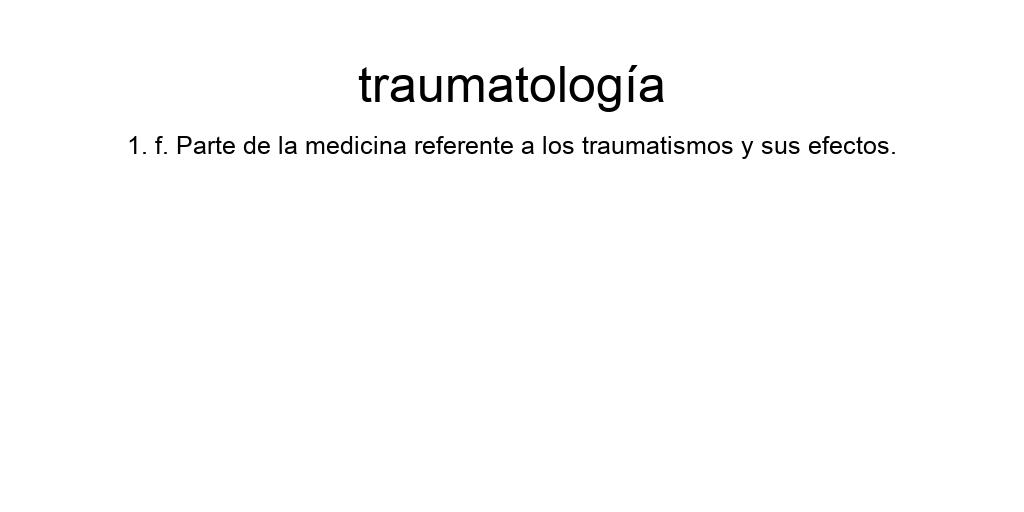 traumatología
1. f. Parte de la medicina referente a los traumatismos y sus efectos.